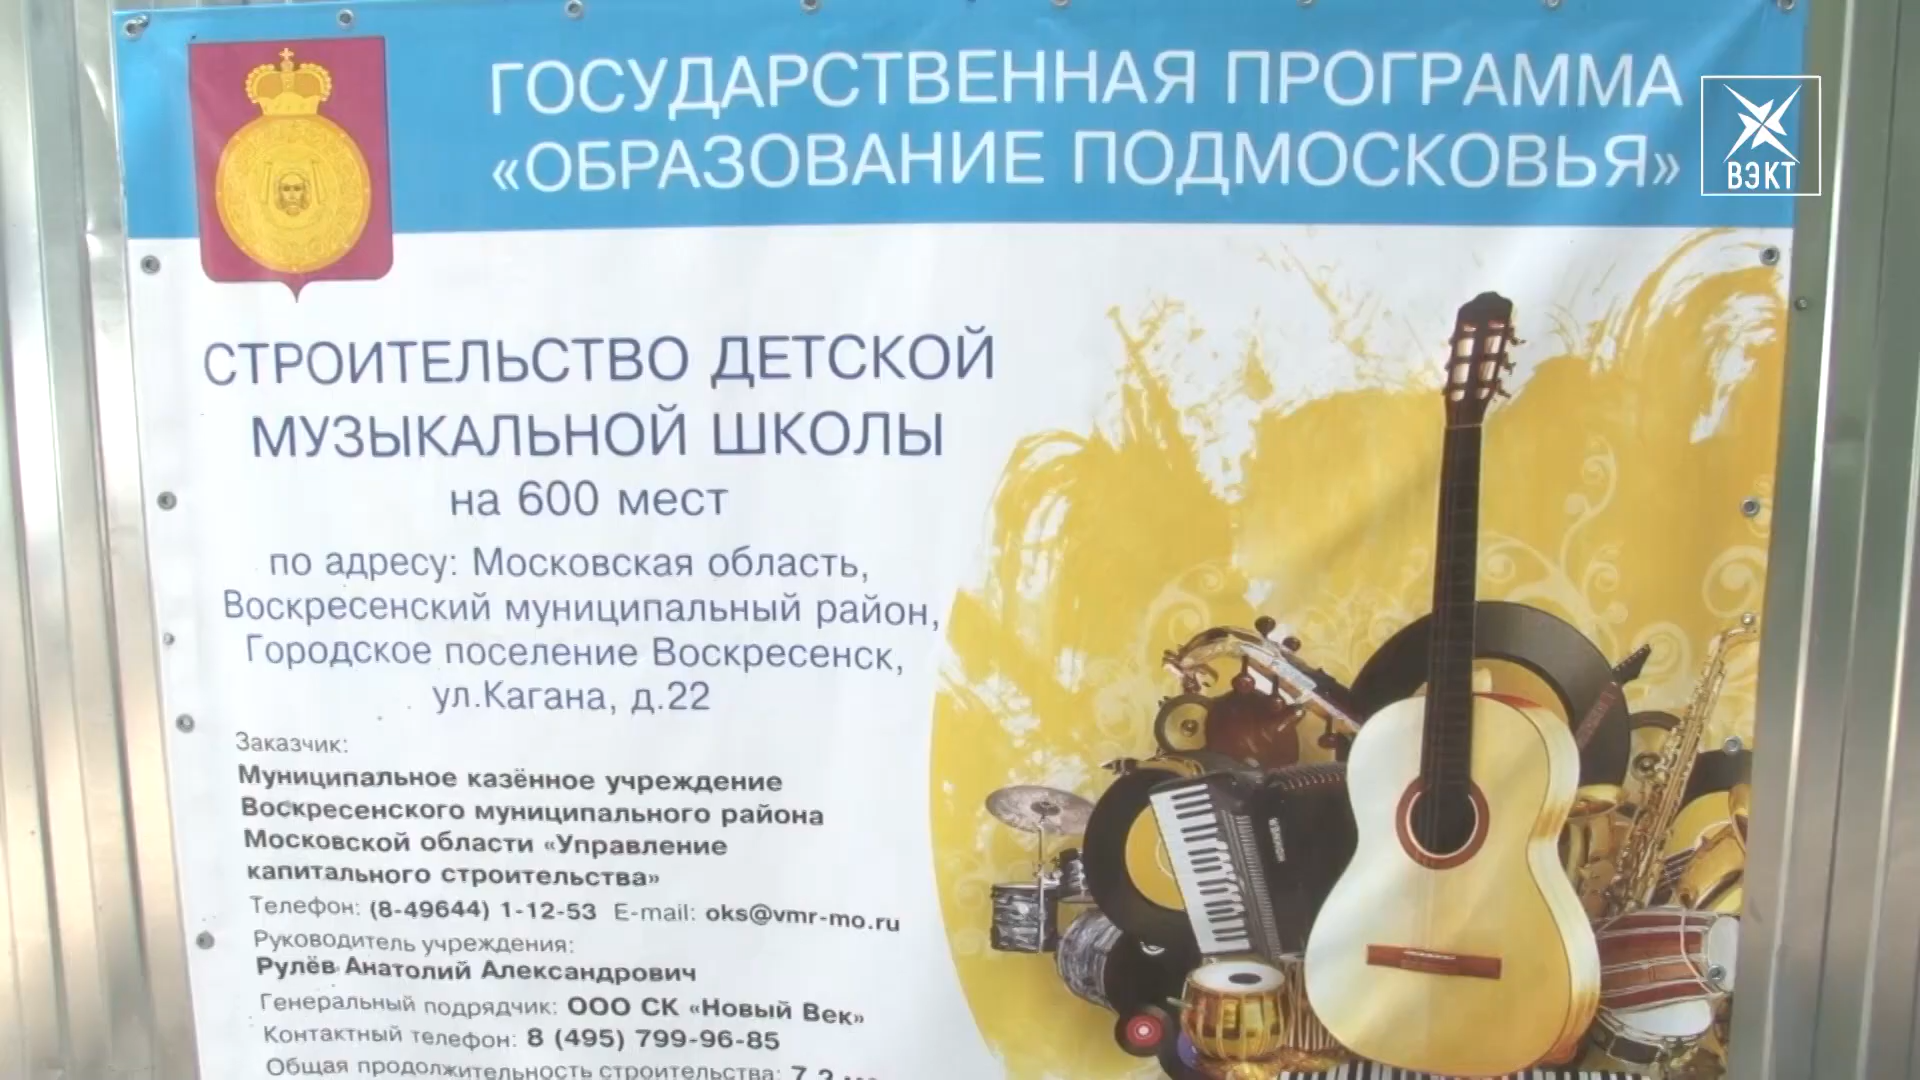 ГОСУДАРСТВЕННАЯ ПРОГРАММА
«ОБРАЗОВАНИЕ ПОДМОСКОВЬЯ»
ВЭКТ
СТРОИТЕЛЬСТВО ДЕТСКОЙ
МУЗЫКАЛЬНОЙ ШКОЛЫ
на 600 мест
по адресу: Московская область,
Воскресенский муниципальный район,
Городское поселение Воскресенск,
ул.Кагана, д.22
Заказчик:
Муниципальное казённое учреждение
Воскресенского муниципального района
Московской области «Управление
капитального строительства»
Телефон: (8-49644) 1-12-53 E-mail: oks@vmr-mo.ru
Руководитель учреждения:
Рулёв Анатолий Александрович
Генеральный подрядчик: ООО СК «Новый Век»
Контактный телефон: 8 (495) 799-96-85
Общая продолжительность строительства: 7,2